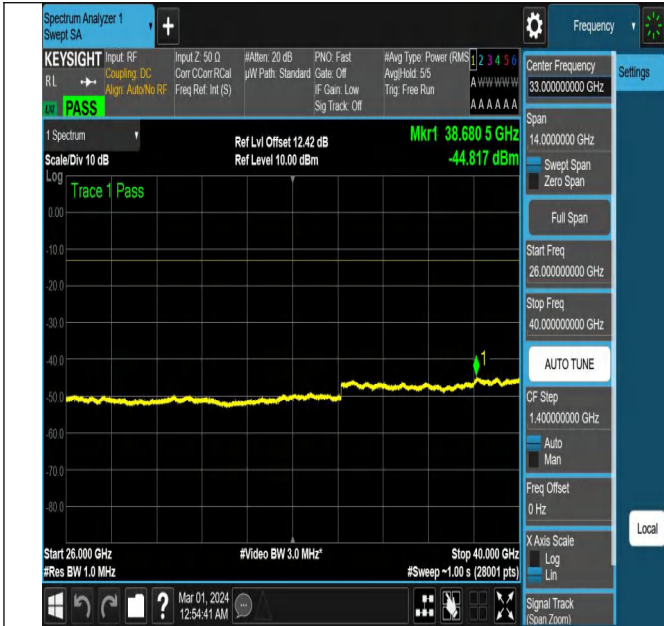 Spectrum Analyzer 1
Swept SA
Frequency
KEYSIGHT
RL
LXI
PASS
Input: RF
Coupling: DC
Align: Auto/No RF
Input Z: 50 Ω
Corr CCorr RCal
Freq Ref: Int (S)
#Atten: 20 dB
µW Path: Standard
PNO: Fast
Gate: Off
IF Gain: Low
Sig Track: Off
#Avg Type: Power (RMS
Avg|Hold: 5/5
Trig: Free Run
1 2 3 4 5 6
A W W W W W
A A A A A A
Center Frequency
33.000000000 GHz
Settings
Span
14.0000000 GHz
Swept Span
Zero Span
Full Span
Start Freq
26.000000000 GHz
Stop Freq
40.000000000 GHz
AUTO TUNE
CF Step
1.400000000 GHz
Auto
Man
Freq Offset
0 Hz
X Axis Scale
Log
Lin
Signal Track
(Span Zoom)
Local
1 Spectrum
Scale/Div 10 dB
Ref Lvl Offset 12.42 dB
Ref Level 10.00 dBm
Mkr1 38.680 5 GHz
-44.817 dBm
Log
Trace 1 Pass
0.00
-10.0
-20.0
-30.0
-40.0
-50.0
-60.0
-70.0
-80.0
1
Start 26.000 GHz
#Res BW 1.0 MHz
#Video BW 3.0 MHz*
Stop 40.000 GHz
#Sweep ~1.00 s (28001 pts)
?
Mar 01, 2024
12:54:41 AM